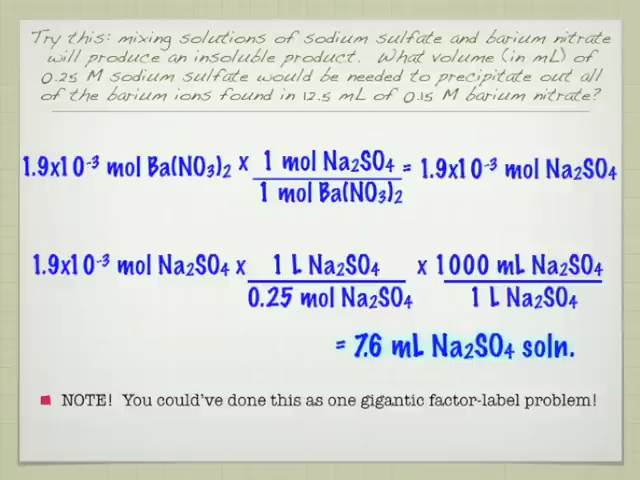 Try this: mixing solutions of sodium sulfate and barium nitrate
will produce an insoluble product. What volume (in mL) of
0.25 M sodium sulfate would be needed to precipitate out all
of the barium ions found in 12.5 mL of 0.15 M barium nitrate?
1.9x10⁻³ mol Ba(NO₃)₂ x 1 mol Na₂SO₄ = 1.9x10⁻³ mol Na₂SO₄
1 mol Ba(NO₃)₂
1.9x10⁻³ mol Na₂SO₄ x 1 L Na₂SO₄ x 1000 mL Na₂SO₄
0.25 mol Na₂SO₄ 1 L Na₂SO₄
= 7.6 mL Na₂SO₄ soln.
NOTE! You could've done this as one gigantic factor-label problem!